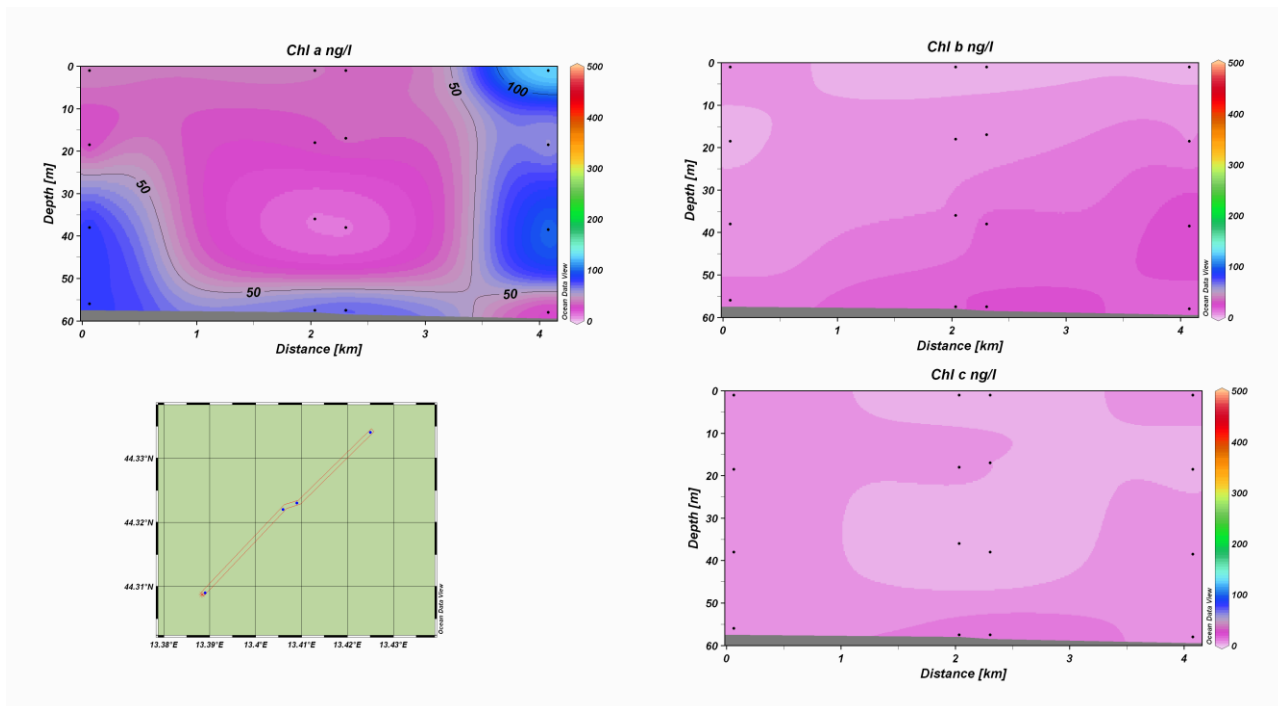 Chl a ng/l
0
10
20
30
40
50
60
Depth [m]
50
100
50
50
50
0
1
2
3
4
Distance [km]
500
400
300
200
100
0
Ocean Data View
Chl b ng/l
0
10
20
30
40
50
60
Depth [m]
0
1
2
3
4
Distance [km]
500
400
300
200
100
0
Ocean Data View
44.33°N
44.32°N
44.31°N
13.38°E
13.39°E
13.4°E
13.41°E
13.42°E
13.43°E
Ocean Data View
Chl c ng/l
0
10
20
30
40
50
60
Depth [m]
0
1
2
3
4
Distance [km]
500
400
300
200
100
0
Ocean Data View